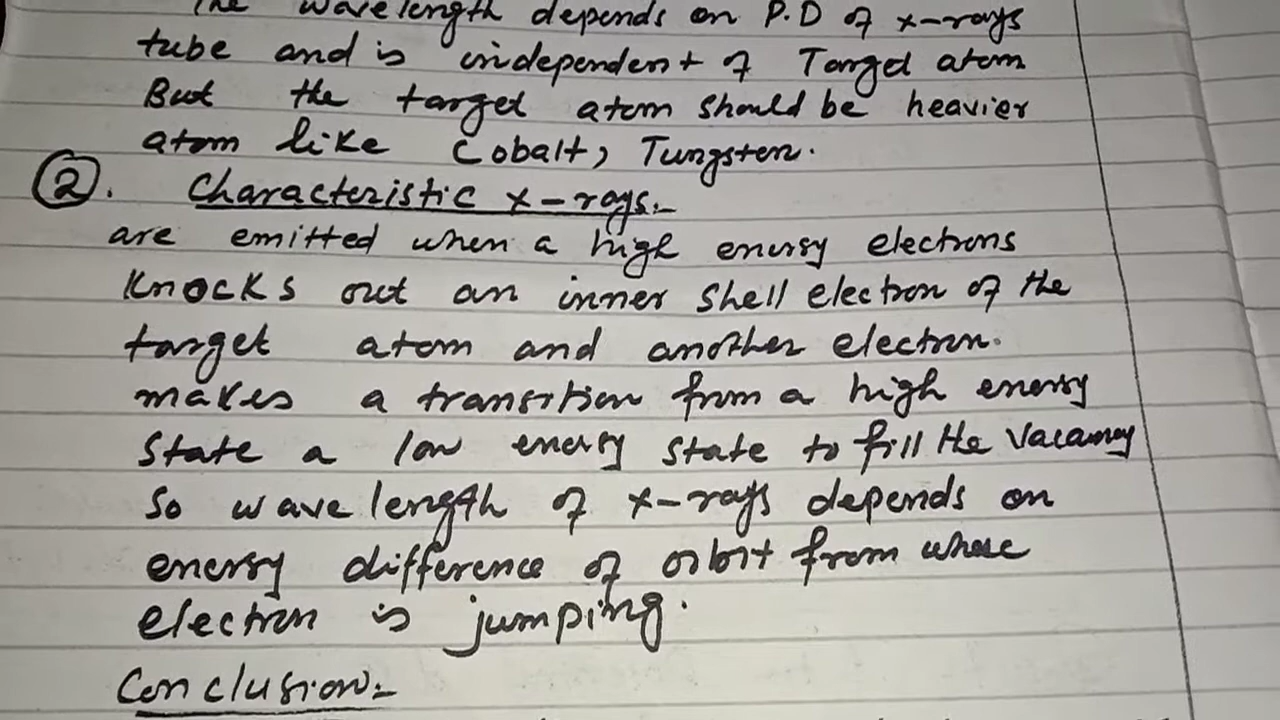 The wavelength depends on P.D of x-rays
tube and is independent of Target atom
But the target atom should be heavier
atom like Cobalt, Tungsten.
②. Characteristic x-rays:-
are emitted when a high energy electrons
Knocks out an inner shell electron of the
target atom and another electron.
makes a transition from a high energy
State a low energy state to fill the vacancy
So wave length of x-rays depends on
energy difference of orbit from whose
electron is jumping.
Conclusion:-